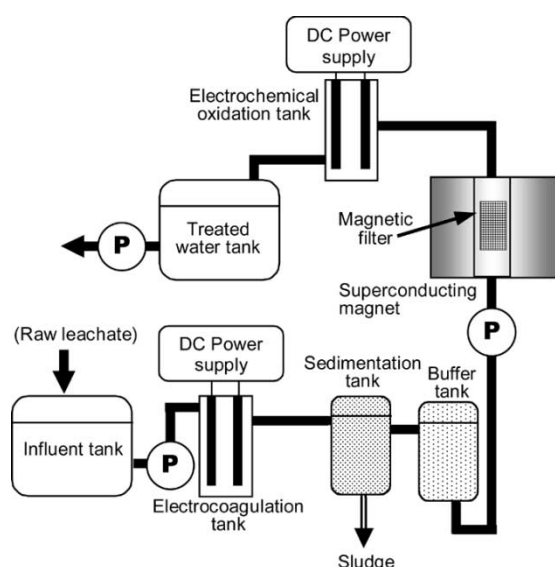 DC Power
supply
Electrochemical
oxidation tank
Treated
water tank
P
Magnetic
filter
Superconducting
magnet
P
(Raw leachate)
Influent tank
P
DC Power
supply
Electrocoagulation
tank
Sedimentation
tank
Buffer
tank
Sludge